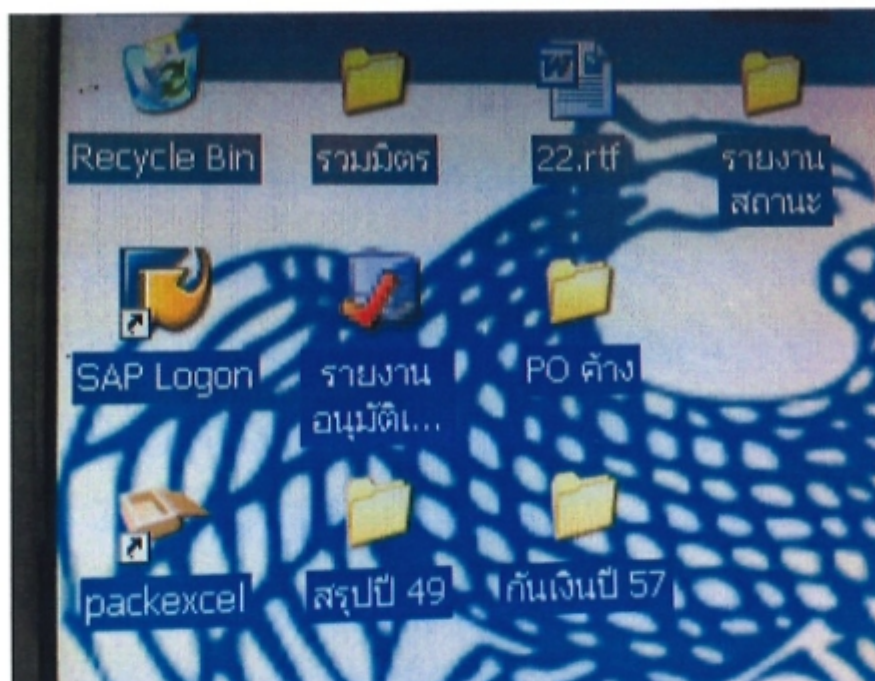 Recycle Bin
รวมมิตร
22.rtf
รายงาน
สถานะ
SAP Logon
รายงาน
อนุมัติเ...
PO ค้าง
packexcel
สรุปปี 49
กันเงินปี 57